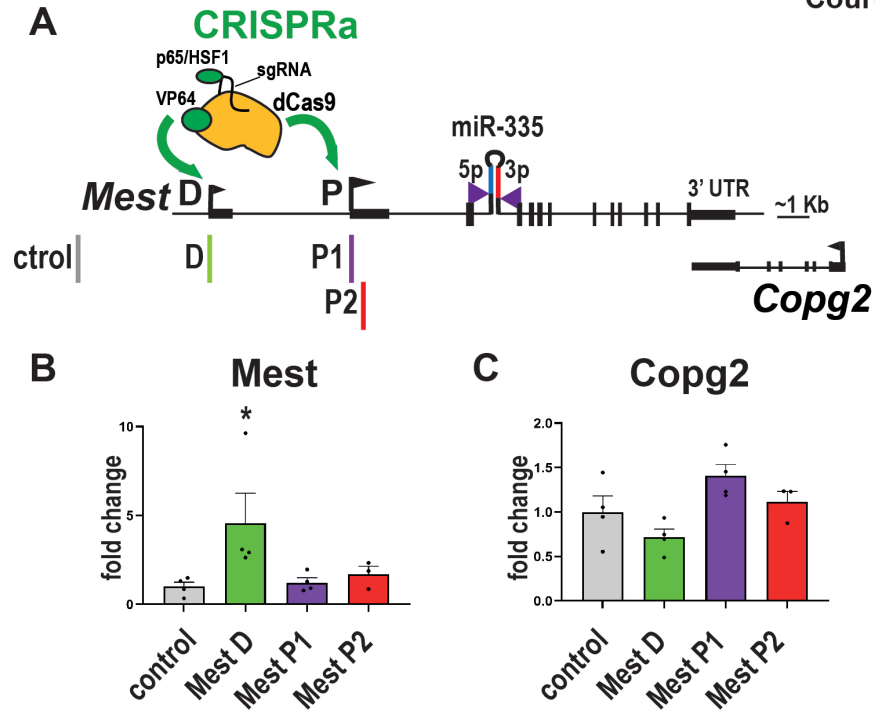 A
CRISPRa
p65/HSF1
sgRNA
VP64
dCas9
miR-335
5p 3p
Mest D P 3' UTR ~1 Kb
ctrol D P1
P2
Copg2
B Mest
*
fold change
10
5
0
control Mest D Mest P1 Mest P2
C Copg2
fold change
2.0
1.5
1.0
0.5
0.0
control Mest D Mest P1 Mest P2